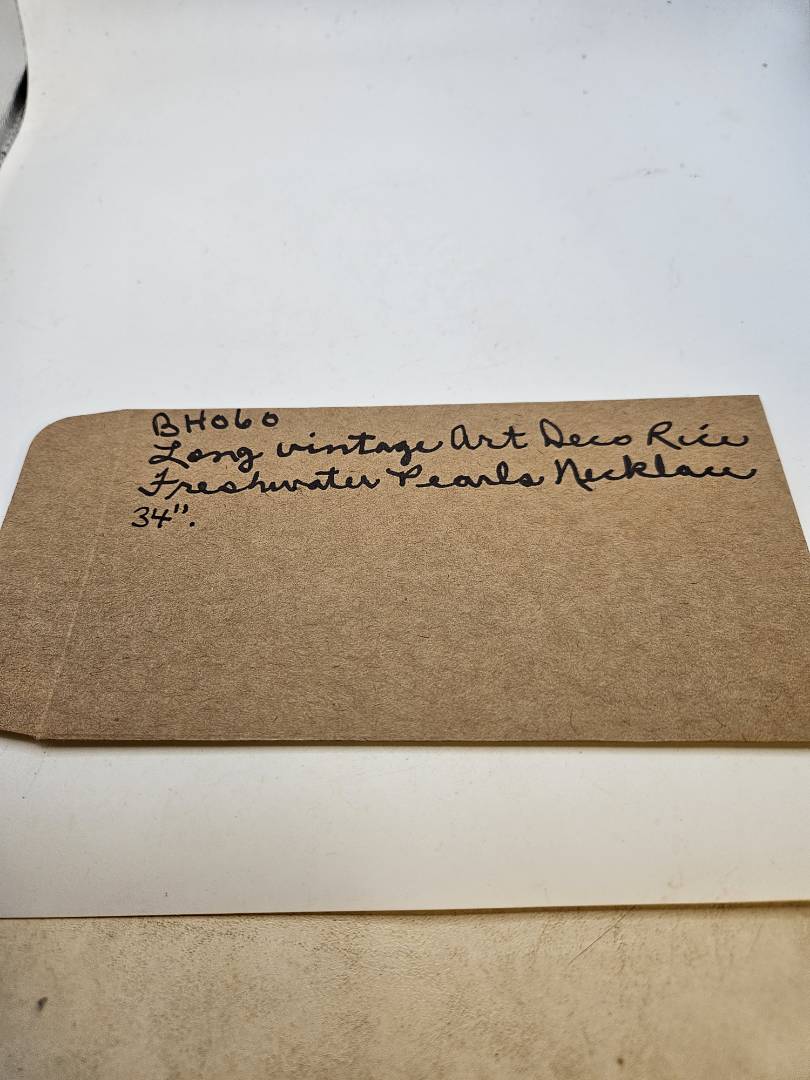 BH060
Long vintage Art Deco Rice
Freshwater Pearls Necklace
34".